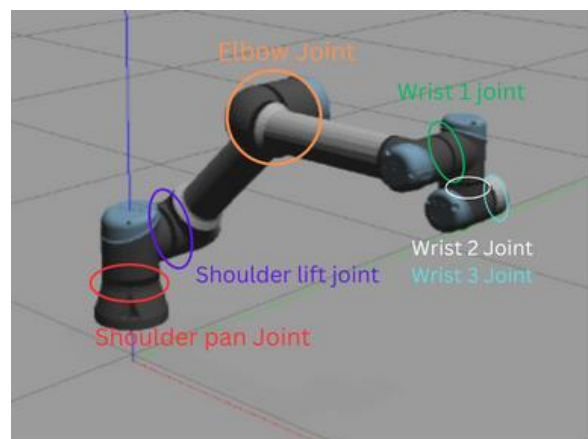 Elbow Joint
Wrist 1 joint
Shoulder lift joint
Wrist 2 Joint
Wrist 3 Joint
Shoulder pan Joint